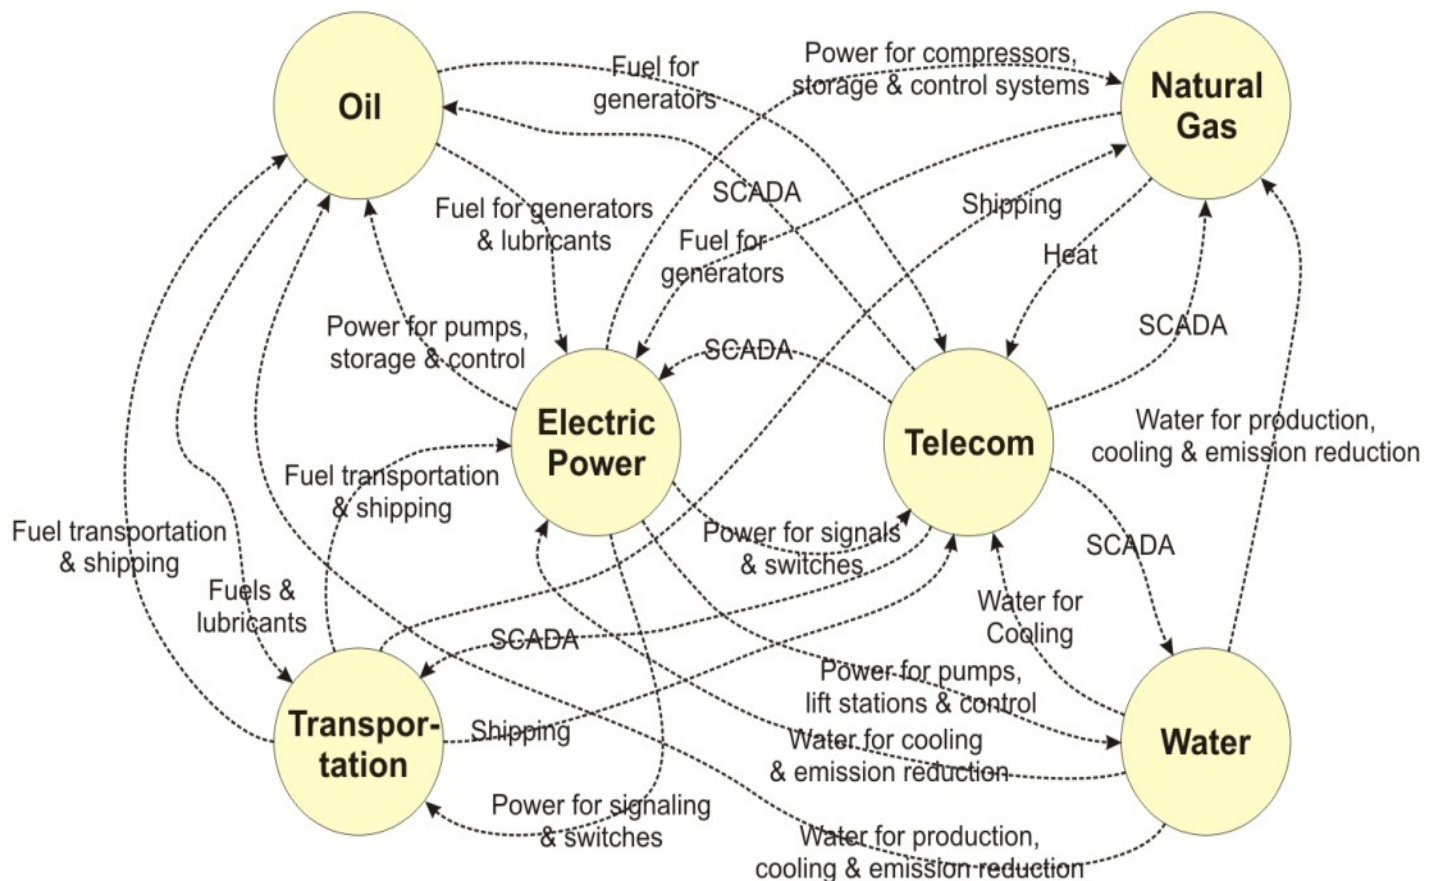 Oil
Fuel for
generators
Power for compressors,
storage & control systems
Natural
Gas
SCADA
Shipping
Fuel for generators
& lubricants
Fuel for
generators
Heat
Power for pumps,
storage & control
SCADA
SCADA
Electric
Power
Telecom
Water for production,
cooling & emission reduction
Fuel transportation
& shipping
Fuel transportation
& shipping
Power for signals
& switches
SCADA
Fuels &
lubricants
Water for
Cooling
SCADA
Power for pumps,
lift stations & control
Transpor-
tation
Shipping
Water for cooling
& emission reduction
Water
Power for signaling
& switches
Water for production,
cooling & emission reduction